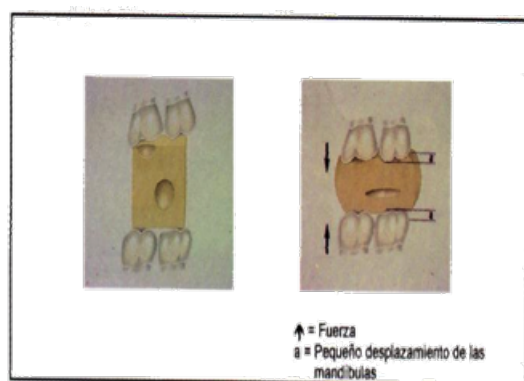 = Fuerza
a = Pequeño desplazamiento de las
mandíbulas